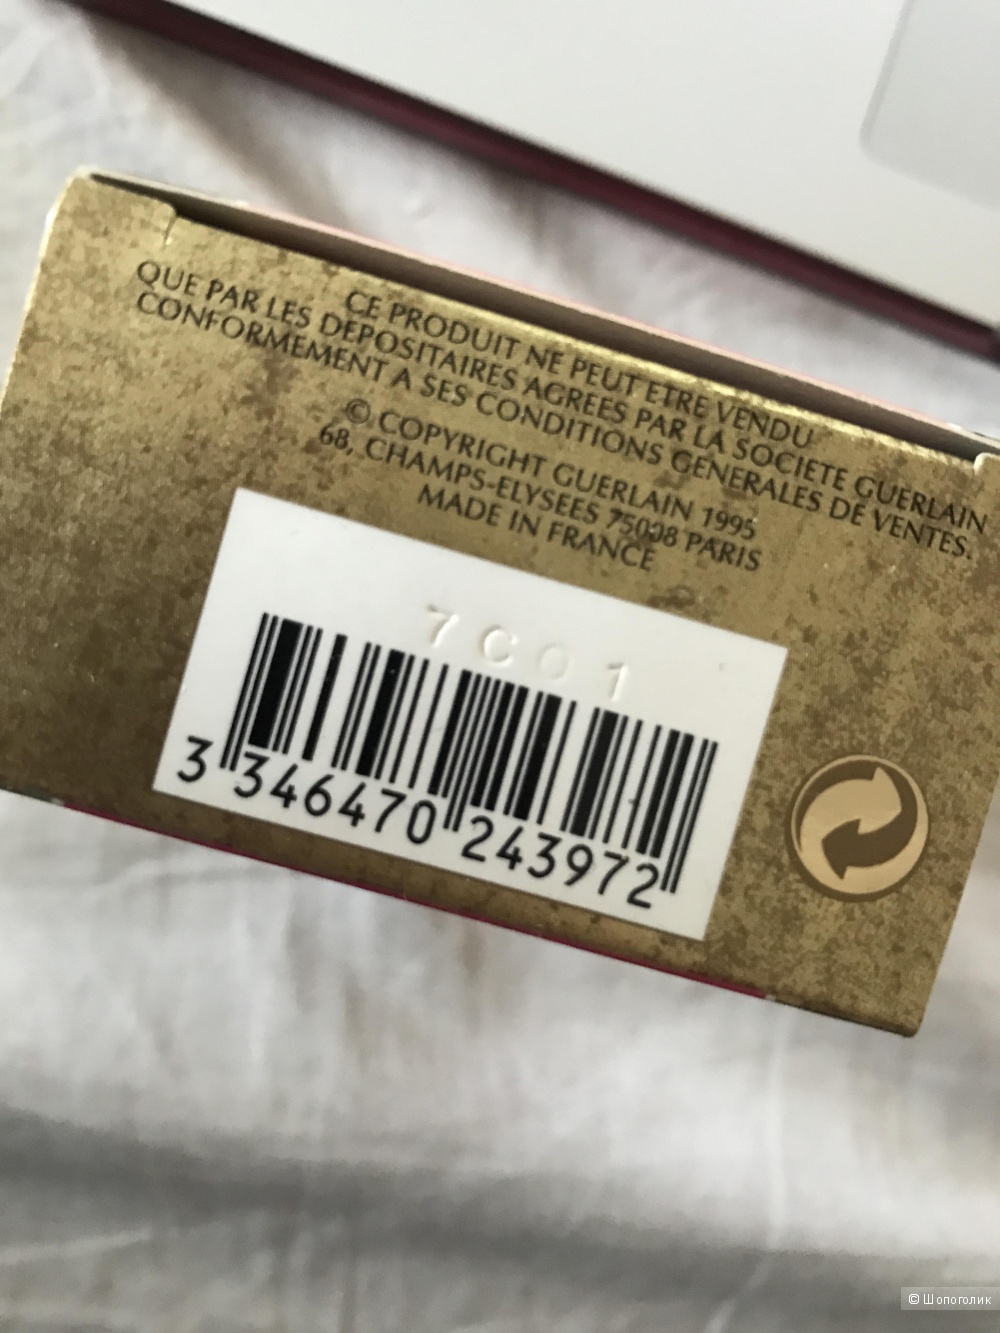 CE PRODUIT NE PEUT ETRE VENDU
QUE PAR LES DEPOSITAIRES AGREES PAR LA SOCIETE GUERLAIN
CONFORMEMENT A SES CONDITIONS GENERALES DE VENTES.
© COPYRIGHT GUERLAIN 1995
68, CHAMPS-ELYSEES 75008 PARIS
MADE IN FRANCE
7C01
3 346470 243972
© Шопоголик